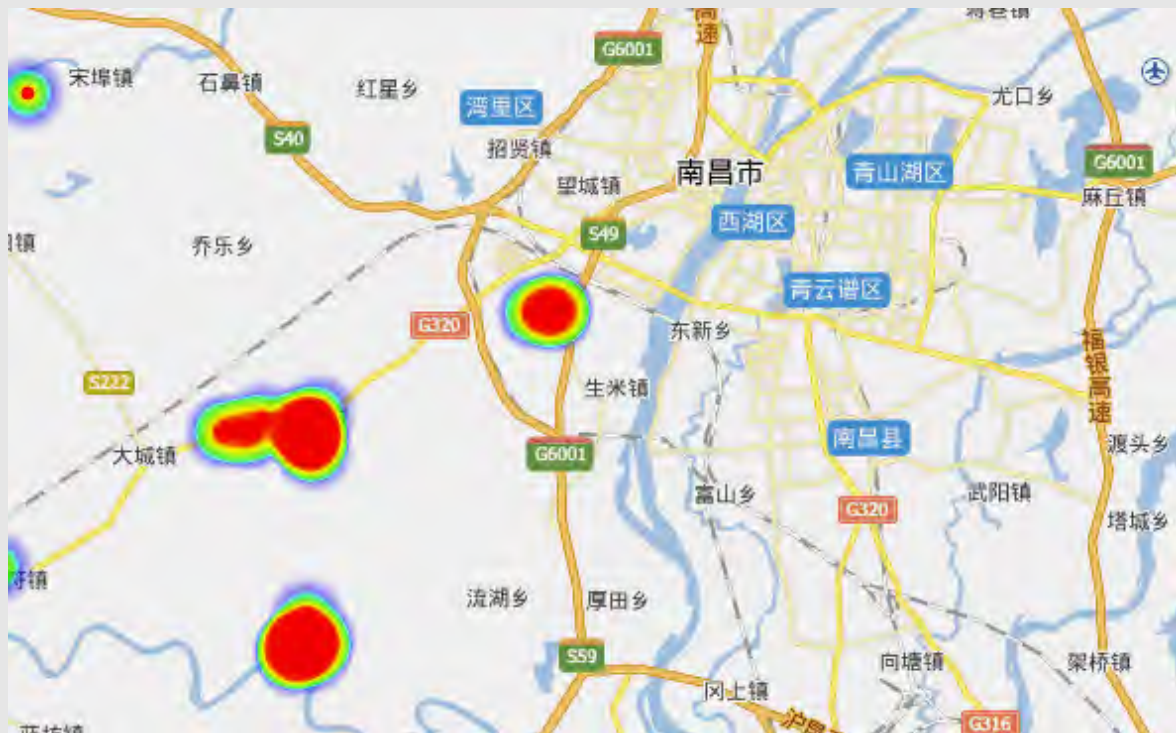 蒋巷镇
高速
G6001
宋埠镇
石鼻镇
红星乡
湾里区
尤口乡
S40
招贤镇
望城镇
南昌市
青山湖区
G6001
麻丘镇
西湖区
S49
乔乐乡
青云谱区
G320
东新乡
福银高速
S222
生米镇
大城镇
南昌县
G6001
渡头乡
富山乡
武阳镇
G320
塔城乡
流湖乡
厚田乡
S59
向塘镇
架桥镇
冈上镇
沪昆
G316